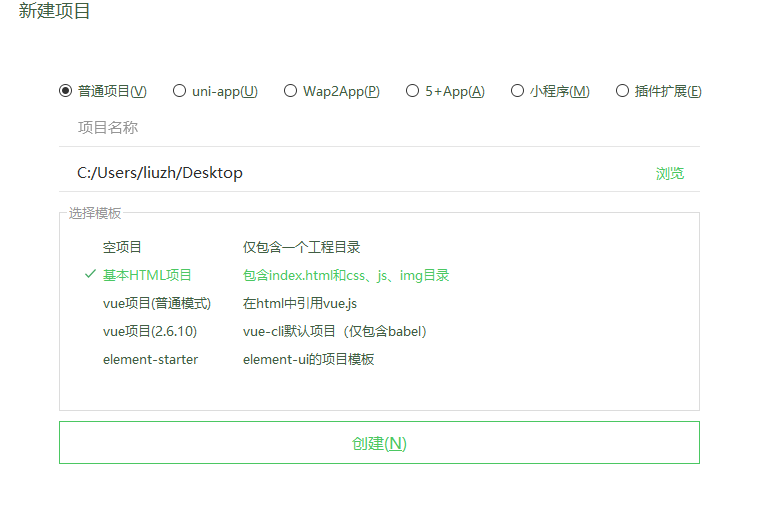 新建项目
普通项目(V) uni-app(U) Wap2App(P) 5+App(A) 小程序(M) 插件扩展(E)
项目名称
C:/Users/liuzh/Desktop 浏览
选择模板
空项目 仅包含一个工程目录
基本HTML项目 包含index.html和css、js、img目录
vue项目(普通模式) 在html中引用vue.js
vue项目(2.6.10) vue-cli默认项目（仅包含babel）
element-starter element-ui的项目模板
创建(N)